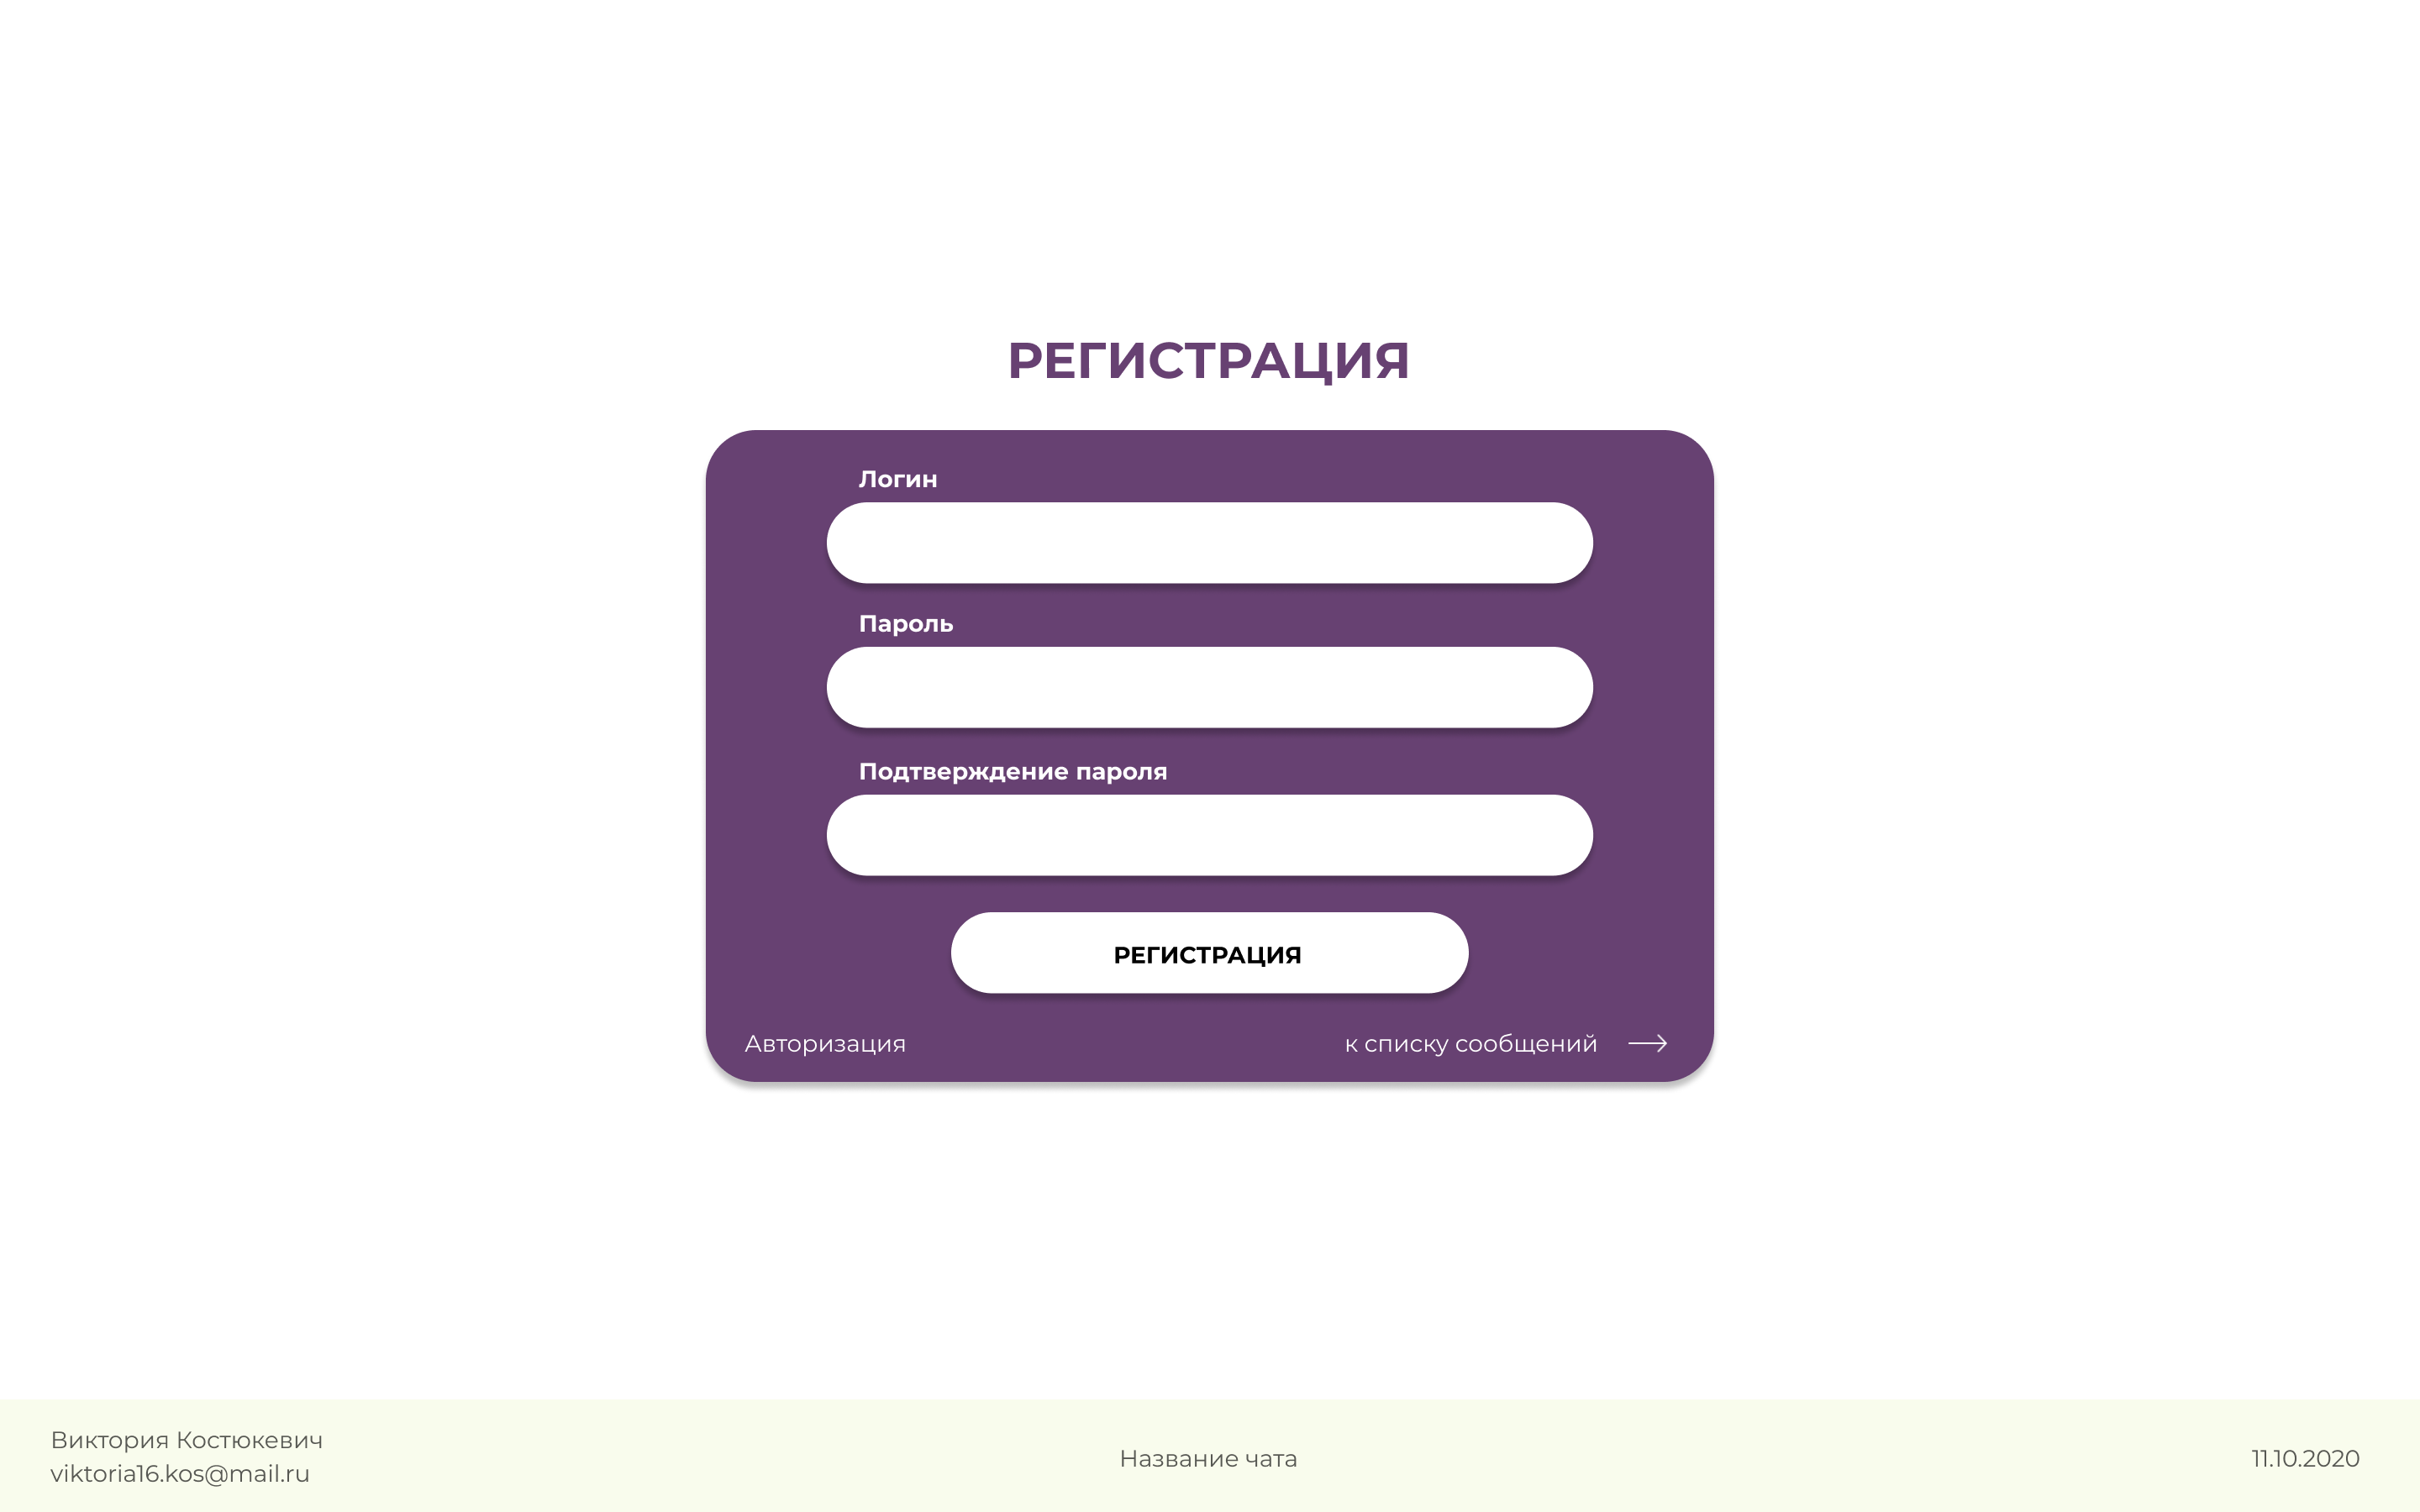 РЕГИСТРАЦИЯ
Логин
Пароль
Подтверждение пароля
РЕГИСТРАЦИЯ
Авторизация
к списку сообщений
Виктория Костюкевич
viktoria16.kos@mail.ru
Название чата
11.10.2020